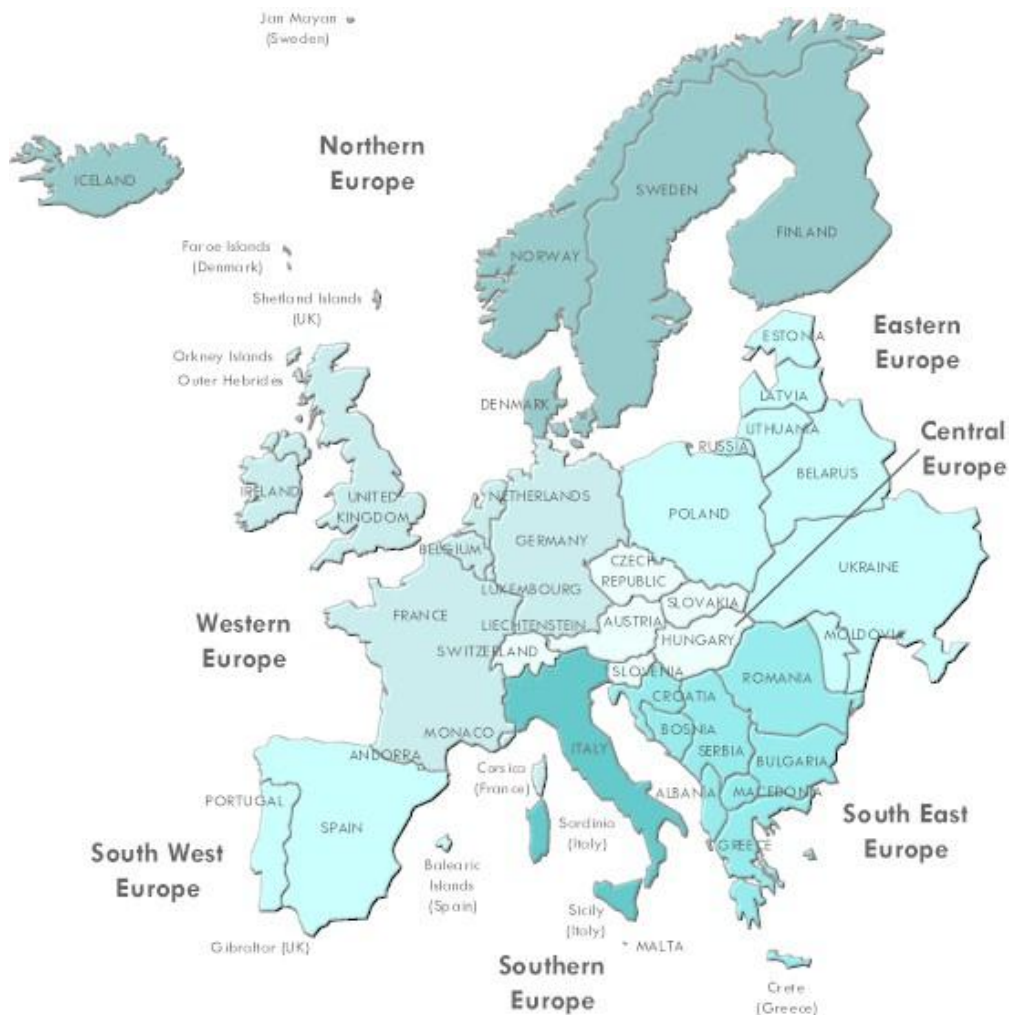 Jan Mayan
(Sweden)
Northern
Europe
ICELAND
SWEDEN
FINLAND
NORWAY
Faroe Islands
(Denmark)
Shetland Islands
(UK)
Eastern
Europe
ESTONIA
Orkney Islands
Outer Hebrides
LATVIA
DENMARK
LITHUANIA
Central
Europe
RUSSIA
BELARUS
IRELAND
UNITED
KINGDOM
NETHERLANDS
POLAND
GERMANY
BELGIUM
CZECH
REPUBLIC
UKRAINE
LUXEMBOURG
SLOVAKIA
FRANCE
AUSTRIA
LIECHTENSTEIN
Western
Europe
HUNGARY
MOLDOVIA
SWITZERLAND
SLOVENIA
ROMANIA
CROATIA
MONACO
BOSNIA
ITALY
SERBIA
ANDORRA
BULGARIA
Corsica
(France)
ALBANIA
MACEDONIA
PORTUGAL
SPAIN
Sardinia
(Italy)
South East
Europe
GREECE
South West
Europe
Balearic
Islands
(Spain)
Sicily
(Italy)
Gibraltar (UK)
MALTA
Southern
Europe
Crete
(Greece)